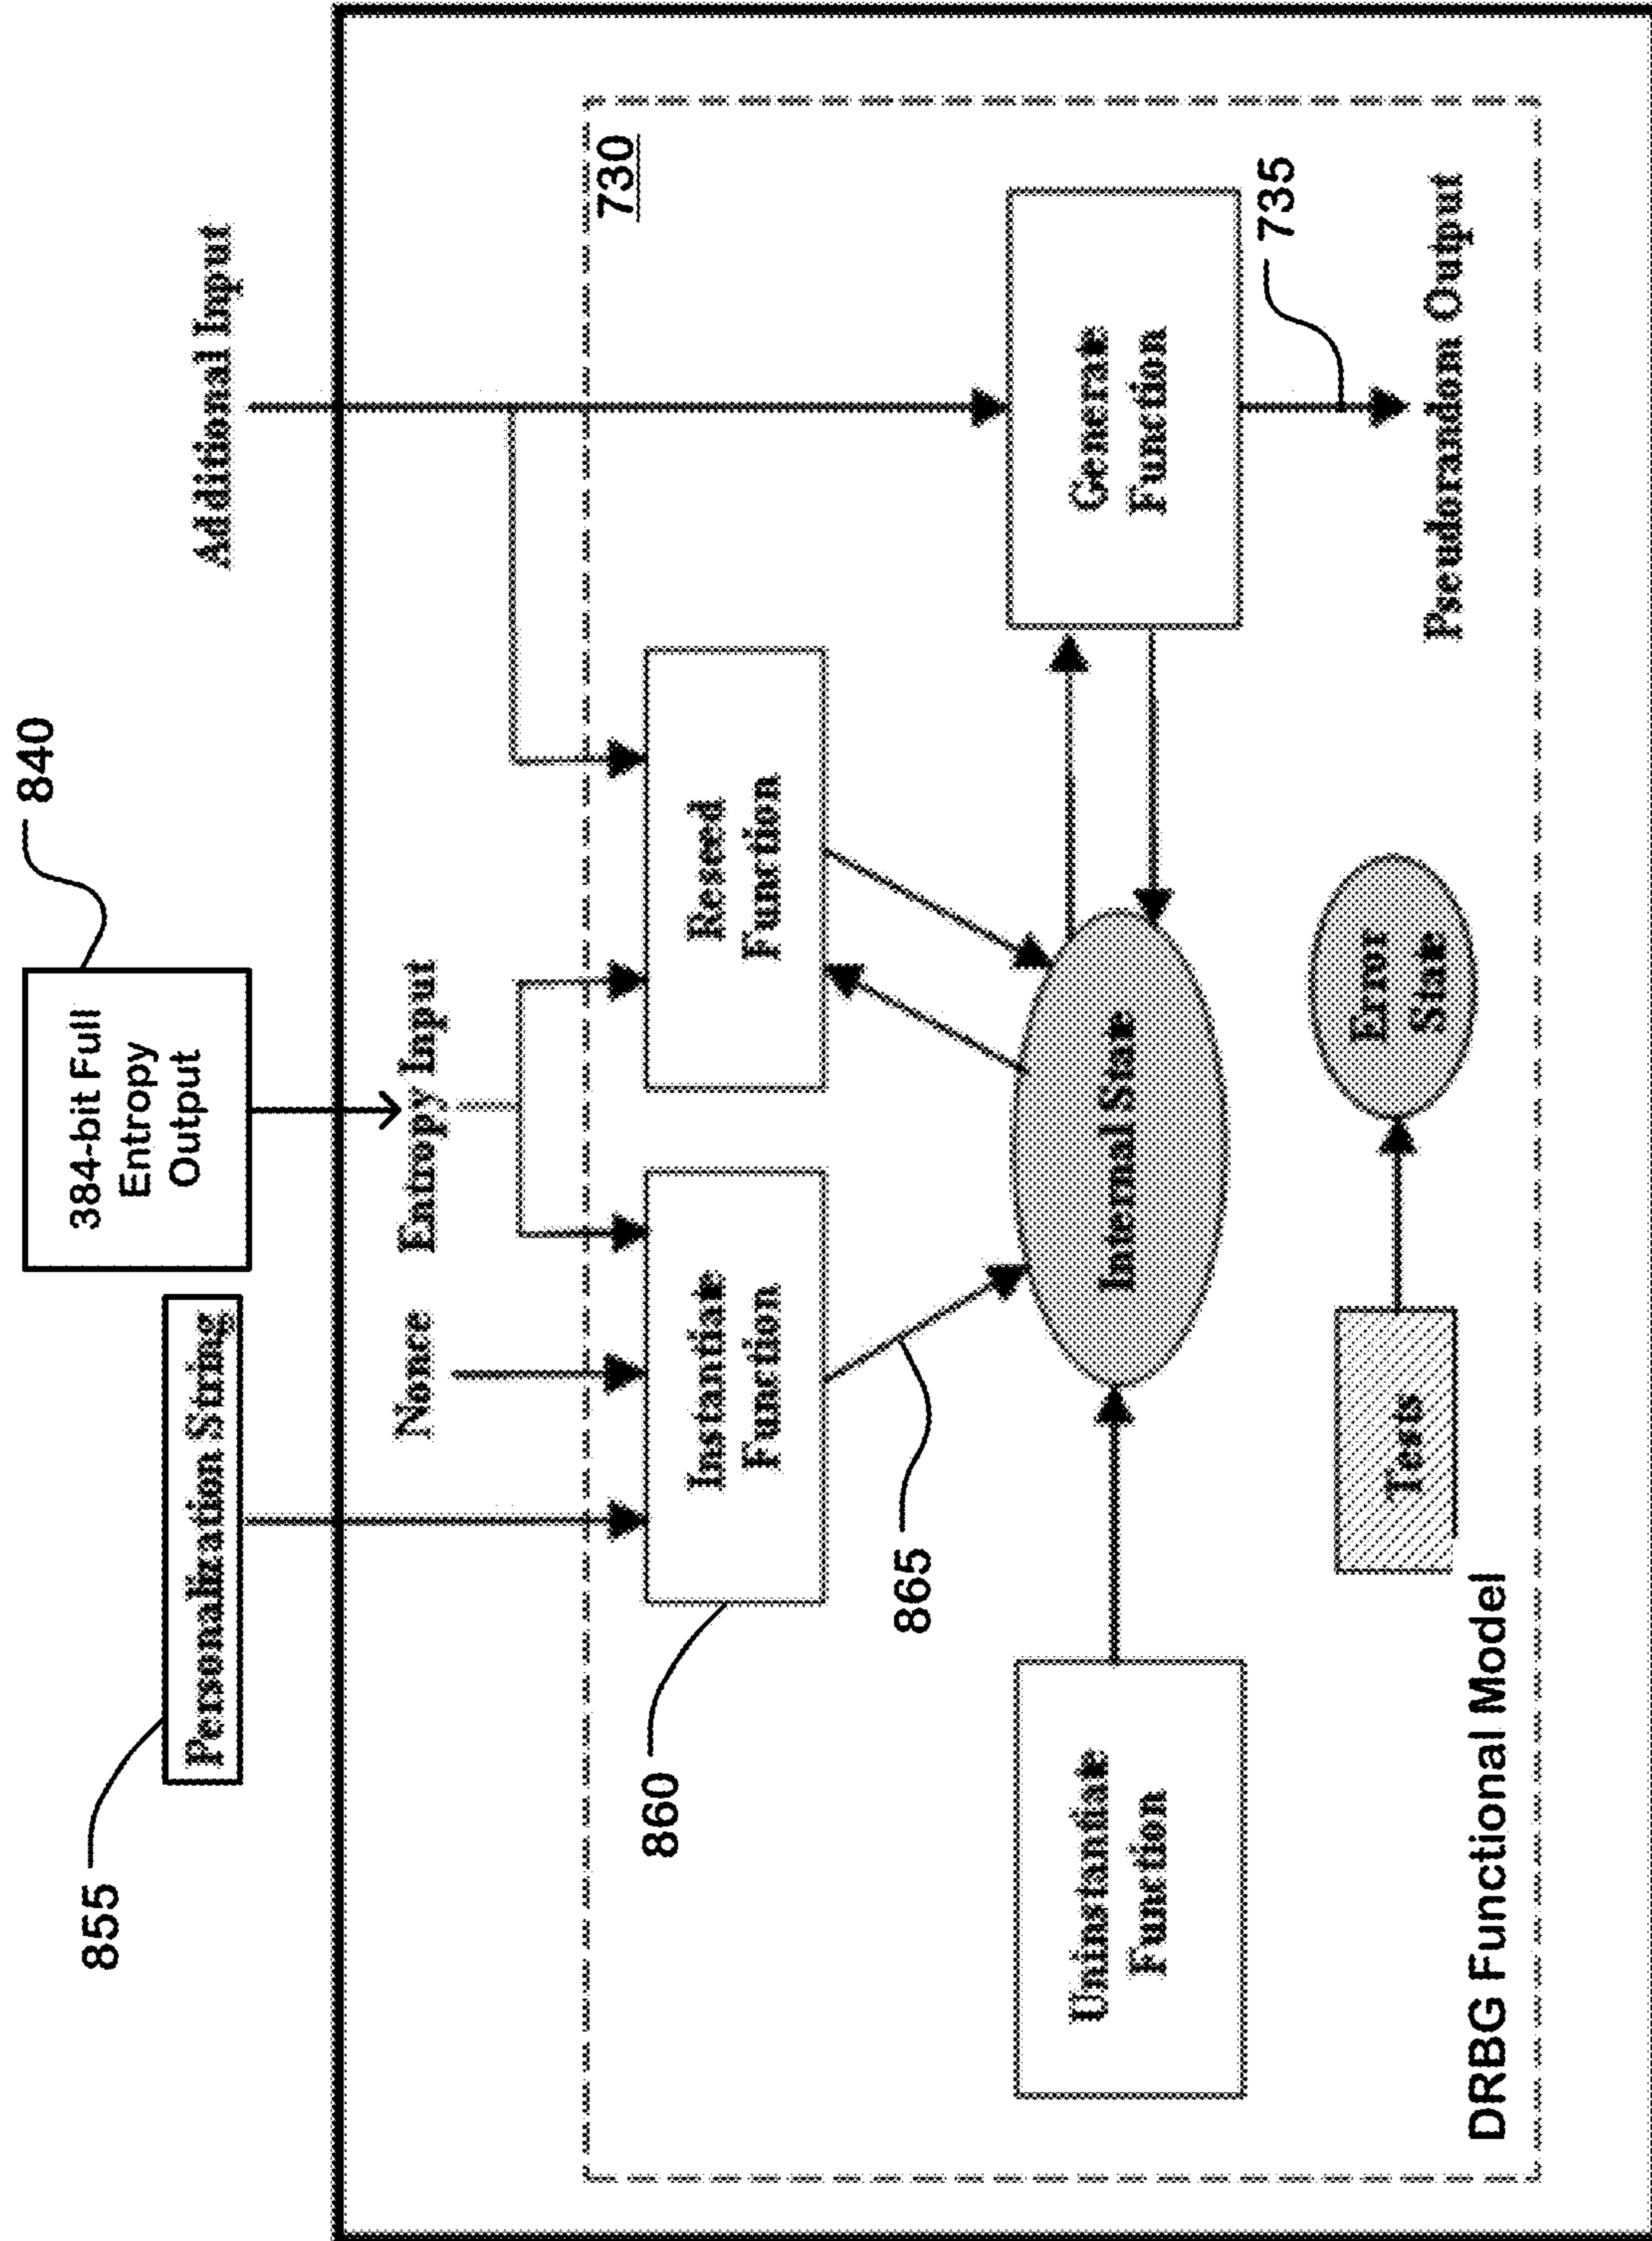 840
384-bit Full
Entropy
Output
855
Personalization String
Additional Input
Nonce
Entropy Input
730
860
Instantiate
Function
Reseed
Function
865
Uninstantiate
Function
Internal State
Generate
Function
735
Tests
Error
State
Pseudorandom Output
DRBG Functional Model